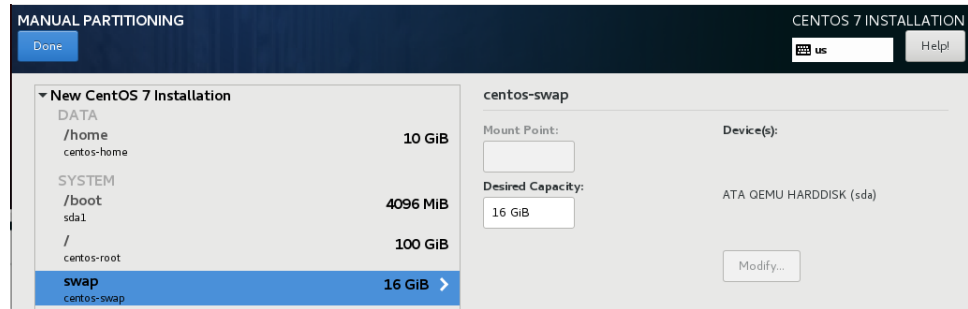 MANUAL PARTITIONING
CENTOS 7 INSTALLATION
Done
us
Help!
New CentOS 7 Installation
DATA
/home
10 GiB
centos-home
SYSTEM
/boot
4096 MiB
sda1
/
100 GiB
centos-root
swap
16 GiB
centos-swap
centos-swap
Mount Point:
Device(s):
Desired Capacity:
16 GiB
ATA QEMU HARDDISK (sda)
Modify...